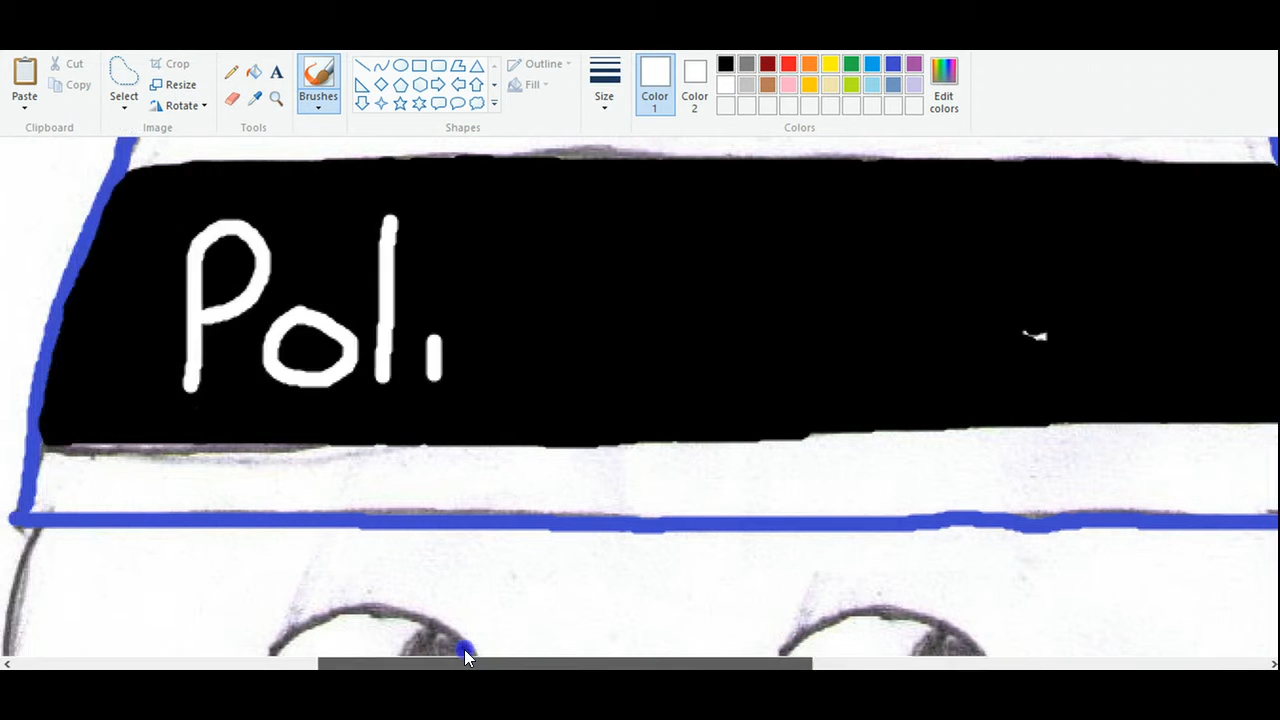 Cut
Copy
Paste
Clipboard
Crop
Resize
Rotate
Select
Image
A
Tools
Brushes
Outline
Fill
Shapes
Size
Color 1
Color 2
Edit colors
Colors
Poli